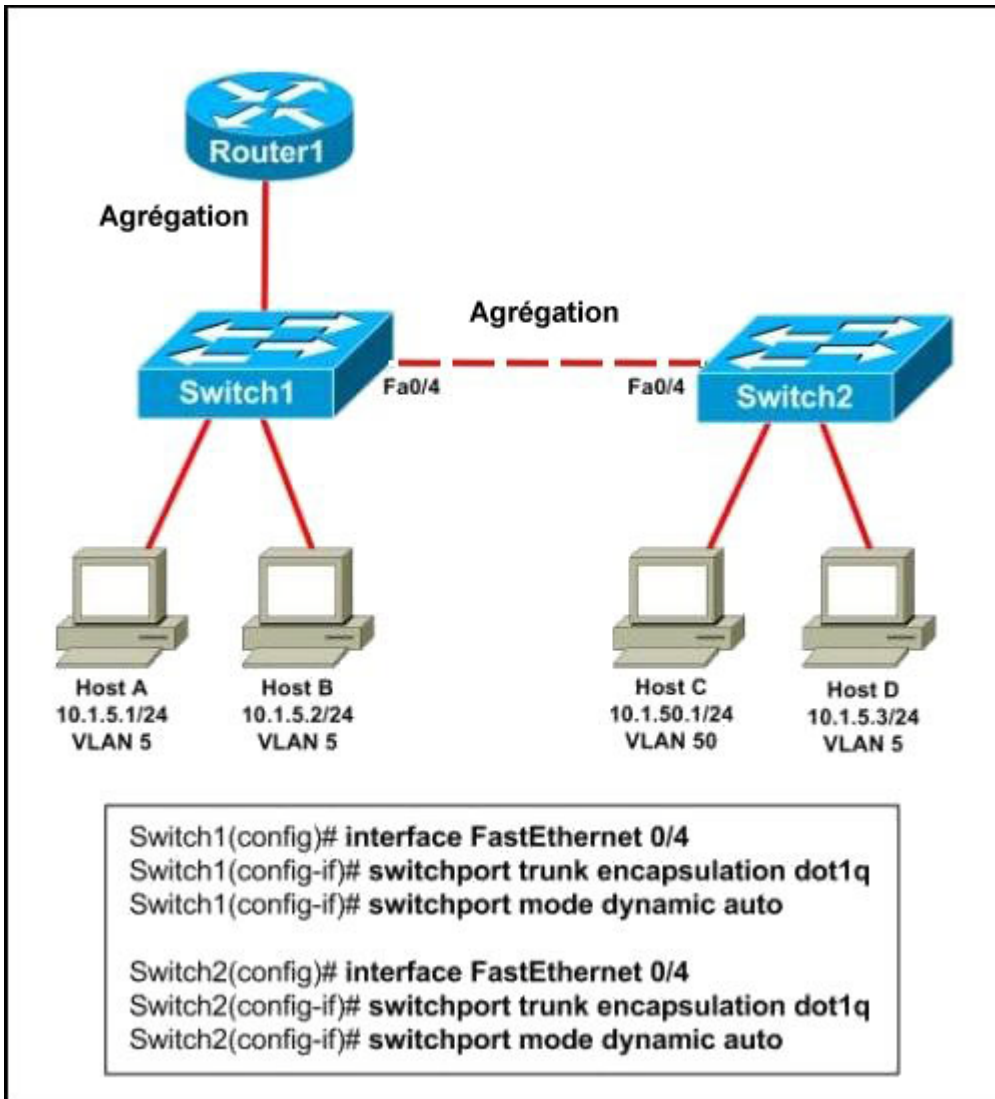 Router1
Agrégation
Agrégation
Switch1
Fa0/4
Fa0/4
Switch2
Host A
10.1.5.1/24
VLAN 5
Host B
10.1.5.2/24
VLAN 5
Host C
10.1.50.1/24
VLAN 50
Host D
10.1.5.3/24
VLAN 5
Switch1(config)# interface FastEthernet 0/4
Switch1(config-if)# switchport trunk encapsulation dot1q
Switch1(config-if)# switchport mode dynamic auto
Switch2(config)# interface FastEthernet 0/4
Switch2(config-if)# switchport trunk encapsulation dot1q
Switch2(config-if)# switchport mode dynamic auto